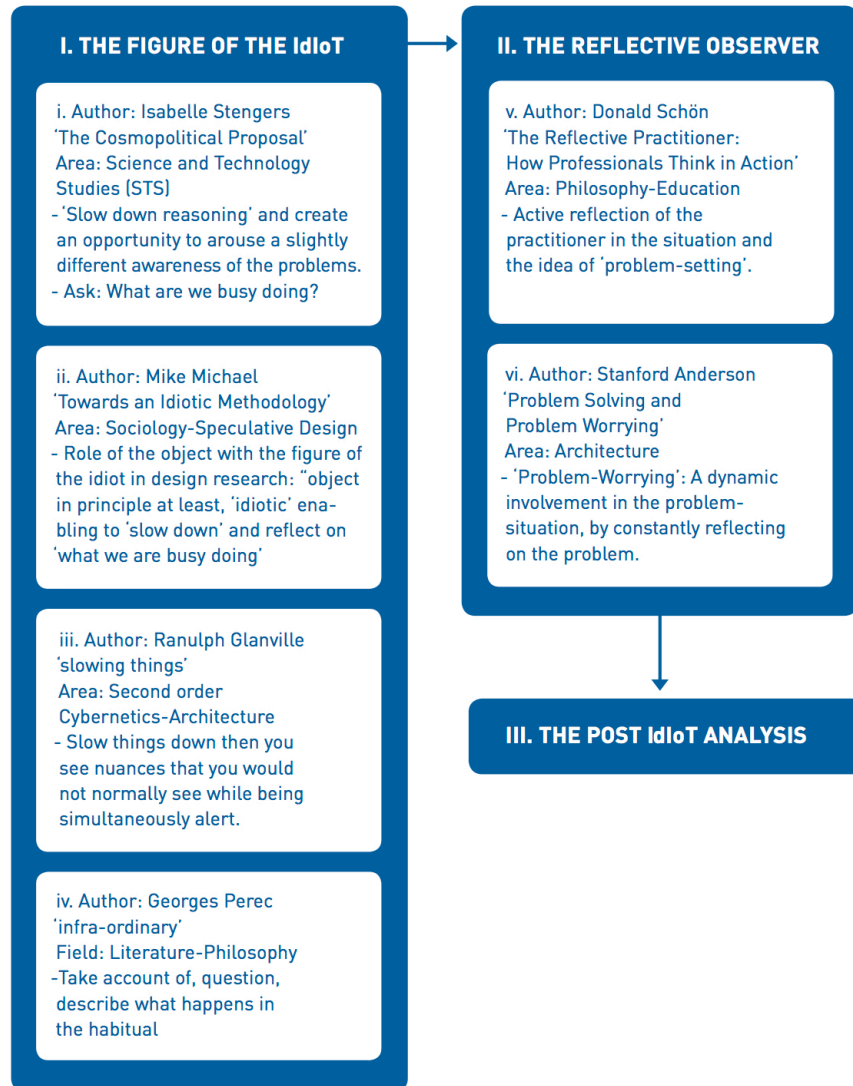 I. THE FIGURE OF THE IdIoT
i. Author: Isabelle Stengers
‘The Cosmopolitical Proposal’
Area: Science and Technology
Studies (STS)
- ‘Slow down reasoning’ and create
an opportunity to arouse a slightly
different awareness of the problems.
- Ask: What are we busy doing?
ii. Author: Mike Michael
‘Towards an Idiotic Methodology’
Area: Sociology-Speculative Design
- Role of the object with the figure of
the idiot in design research: “object
in principle at least, ‘idiotic’ ena-
bling to ‘slow down’ and reflect on
‘what we are busy doing’
iii. Author: Ranulph Glanville
‘slowing things’
Area: Second order
Cybernetics-Architecture
- Slow things down then you
see nuances that you would
not normally see while being
simultaneously alert.
iv. Author: Georges Perec
‘infra-ordinary’
Field: Literature-Philosophy
-Take account of, question,
describe what happens in
the habitual
II. THE REFLECTIVE OBSERVER
v. Author: Donald Schön
‘The Reflective Practitioner:
How Professionals Think in Action’
Area: Philosophy-Education
- Active reflection of the
practitioner in the situation and
the idea of ‘problem-setting’.
vi. Author: Stanford Anderson
‘Problem Solving and
Problem Worrying’
Area: Architecture
- ‘Problem-Worrying’: A dynamic
involvement in the problem-
situation, by constantly reflecting
on the problem.
III. THE POST IdIoT ANALYSIS